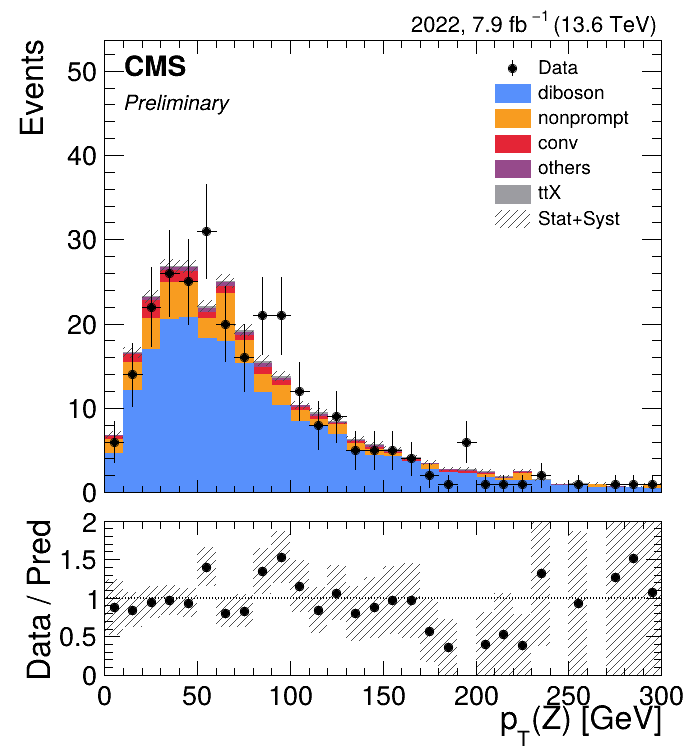 2022, 7.9 fb⁻¹ (13.6 TeV)
Events
50
40
30
20
10
0
CMS
Preliminary
Data
diboson
nonprompt
conv
others
ttX
Stat+Syst
Data / Pred
2
1.5
1
0.5
0
0 50 100 150 200 250 300
p_T(Z) [GeV]